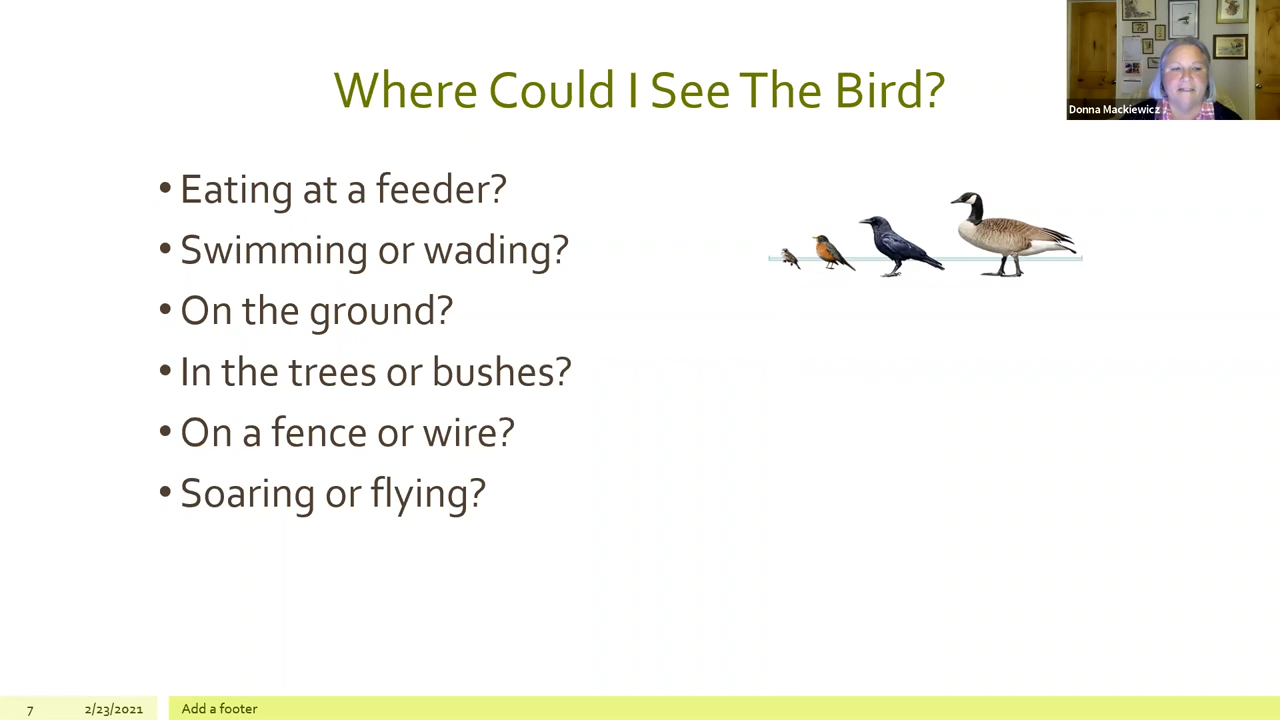 Where Could I See The Bird?
Donna Mackiewicz
• Eating at a feeder?
• Swimming or wading?
• On the ground?
• In the trees or bushes?
• On a fence or wire?
• Soaring or flying?
7
2/23/2021
Add a footer